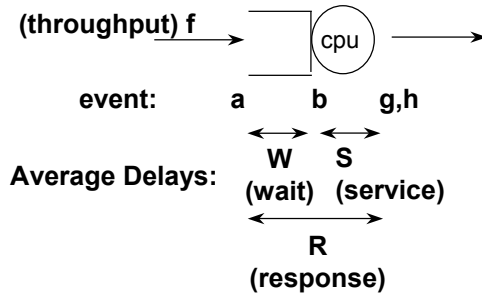 (throughput) f
cpu
event: a b g,h
W S
Average Delays:
(wait) (service)
R
(response)